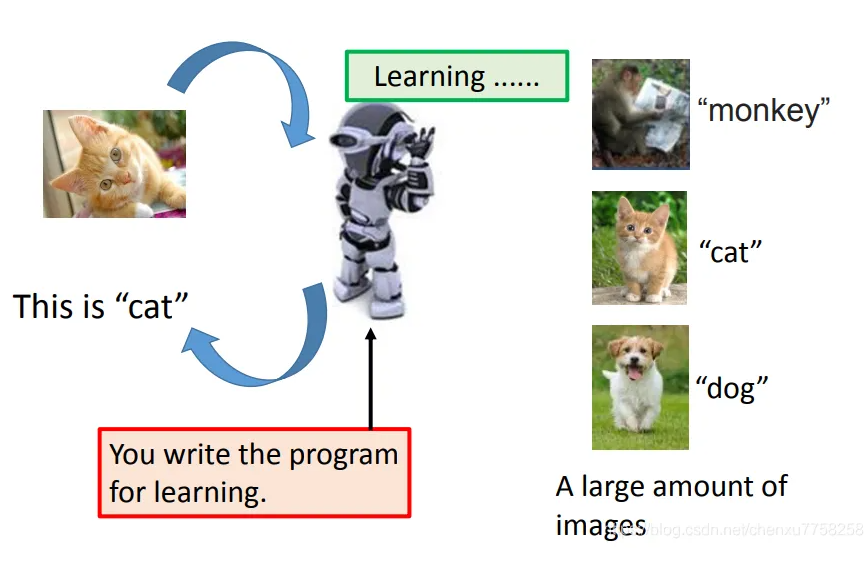 Learning ......
"monkey"
"cat"
This is "cat"
"dog"
You write the program
for learning.
A large amount of
images
blog.csdn.net/chenxu7758258